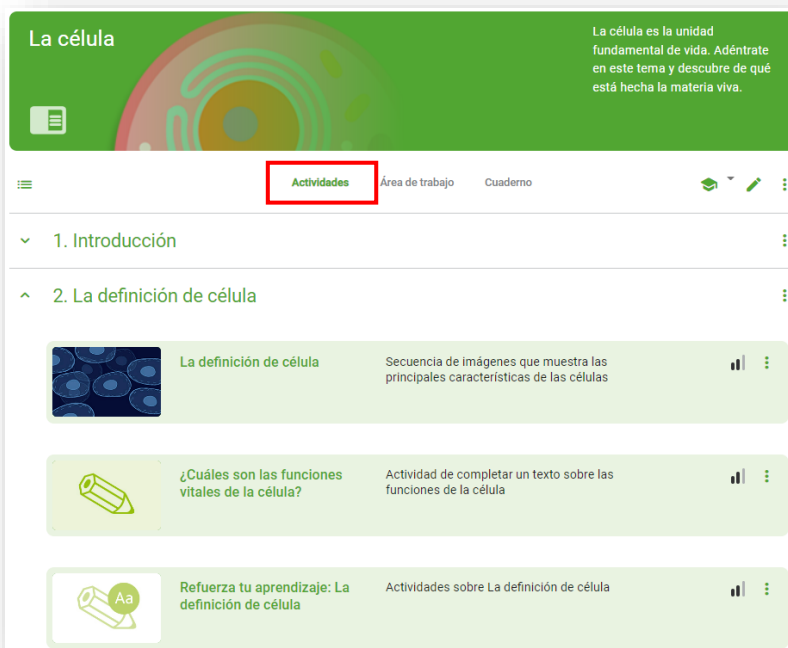 La célula
La célula es la unidad
fundamental de vida. Adéntrate
en este tema y descubre de qué
está hecha la materia viva.
Actividades
Área de trabajo
Cuaderno
1. Introducción
2. La definición de célula
La definición de célula
Secuencia de imágenes que muestra las
principales características de las células
¿Cuáles son las funciones
vitales de la célula?
Actividad de completar un texto sobre las
funciones de la célula
Aa
Refuerza tu aprendizaje: La
definición de célula
Actividades sobre La definición de célula